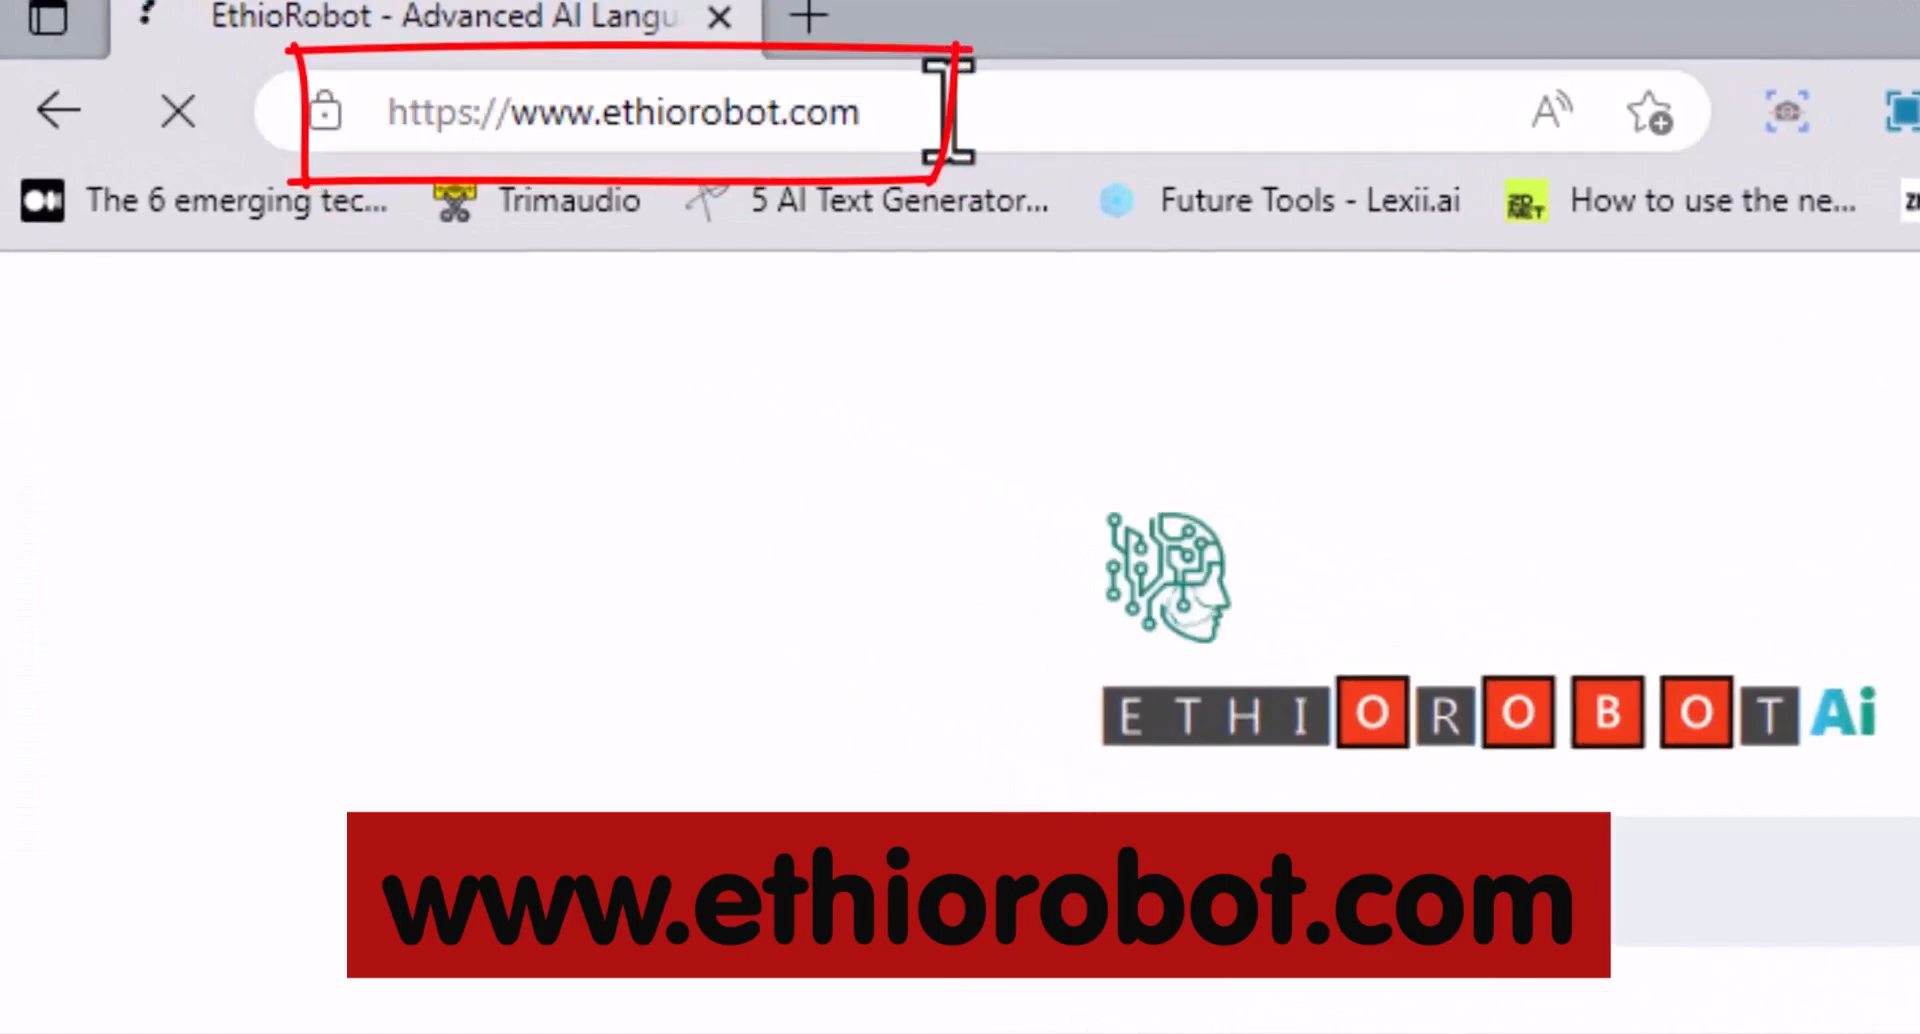 EthioRobot - Advanced AI Langu
https://www.ethiorobot.com
The 6 emerging tec... Trimaudio 5 AI Text Generator... Future Tools - Lexii.ai How to use the ne...
ETHIOROBOT Ai
www.ethiorobot.com